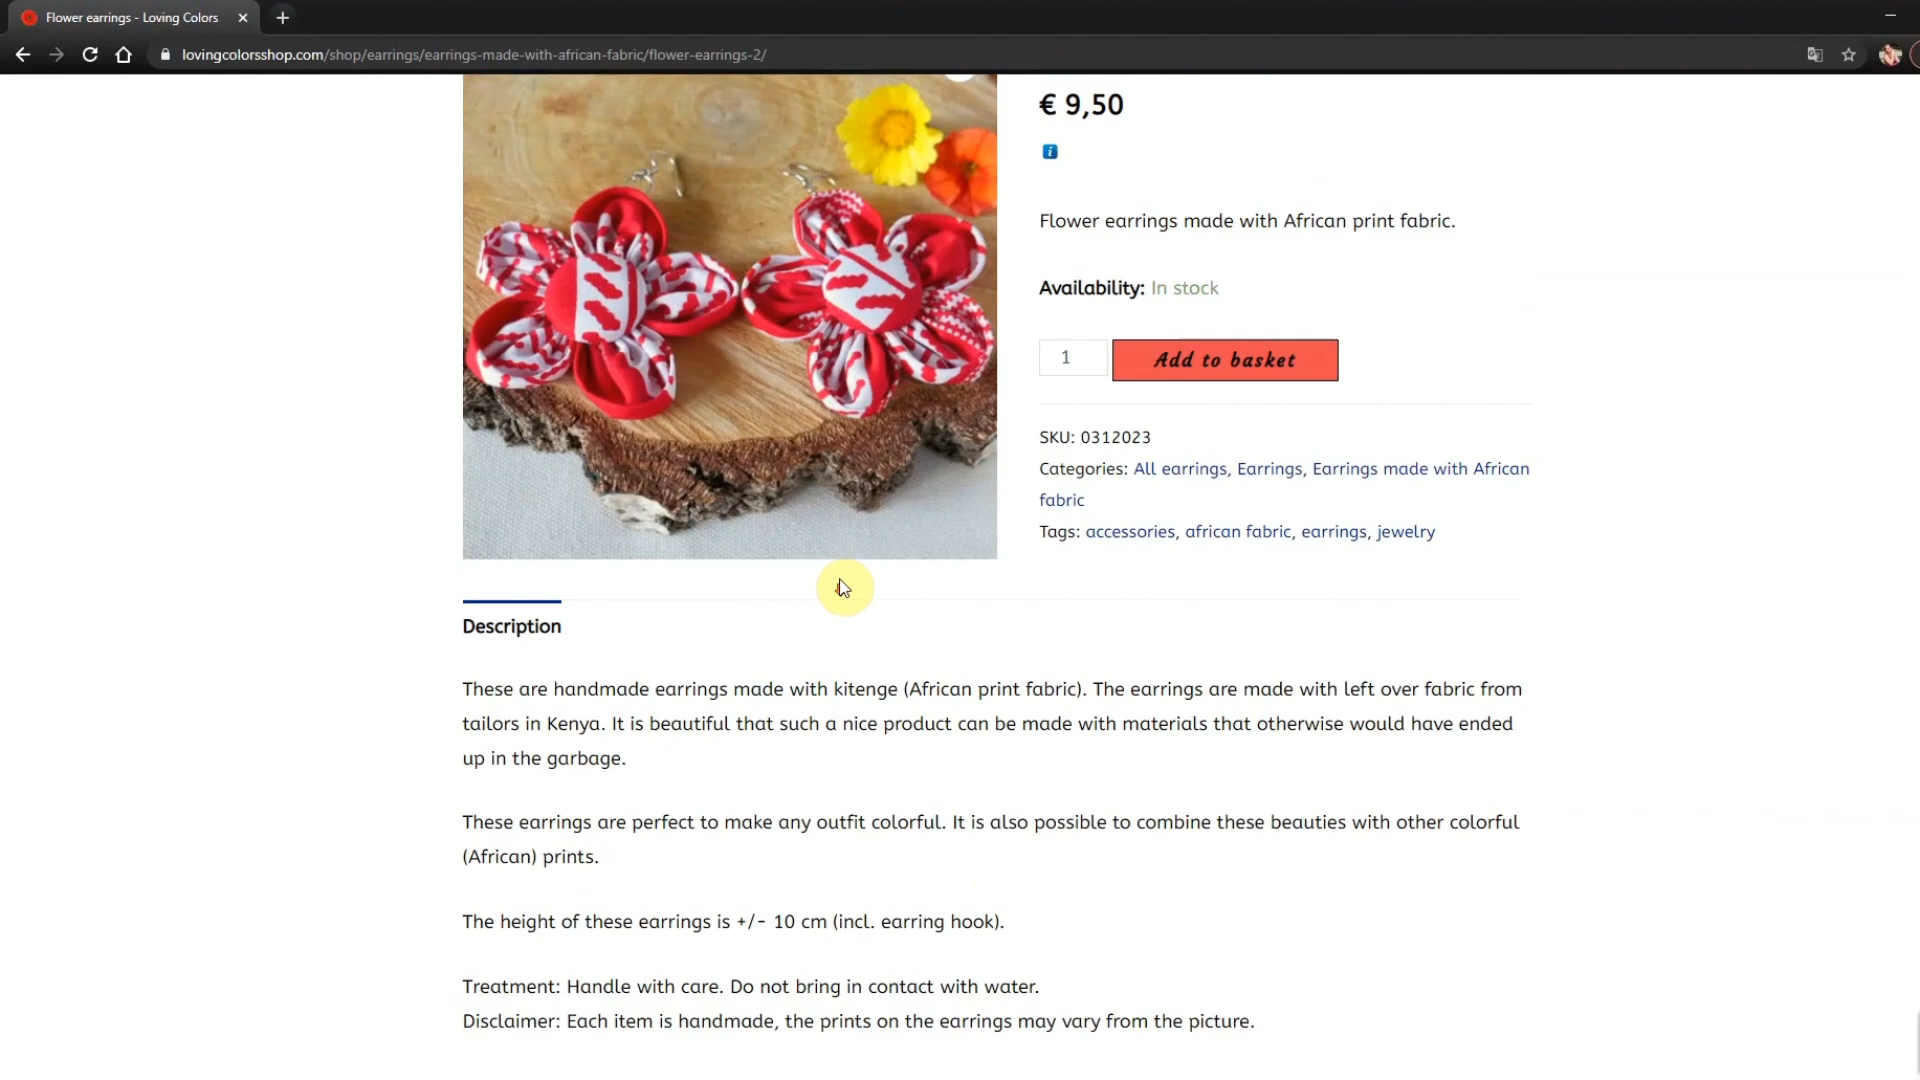 Flower earrings - Loving Colors
lovingcolorsshop.com/shop/earrings/earrings-made-with-african-fabric/flower-earrings-2/
€ 9,50
Flower earrings made with African print fabric.
Availability: In stock
1
Add to basket
SKU: 0312023
Categories: All earrings, Earrings, Earrings made with African
fabric
Tags: accessories, african fabric, earrings, jewelry
Description
These are handmade earrings made with kitenge (African print fabric). The earrings are made with left over fabric from
tailors in Kenya. It is beautiful that such a nice product can be made with materials that otherwise would have ended
up in the garbage.
These earrings are perfect to make any outfit colorful. It is also possible to combine these beauties with other colorful
(African) prints.
The height of these earrings is +/- 10 cm (incl. earring hook).
Treatment: Handle with care. Do not bring in contact with water.
Disclaimer: Each item is handmade, the prints on the earrings may vary from the picture.